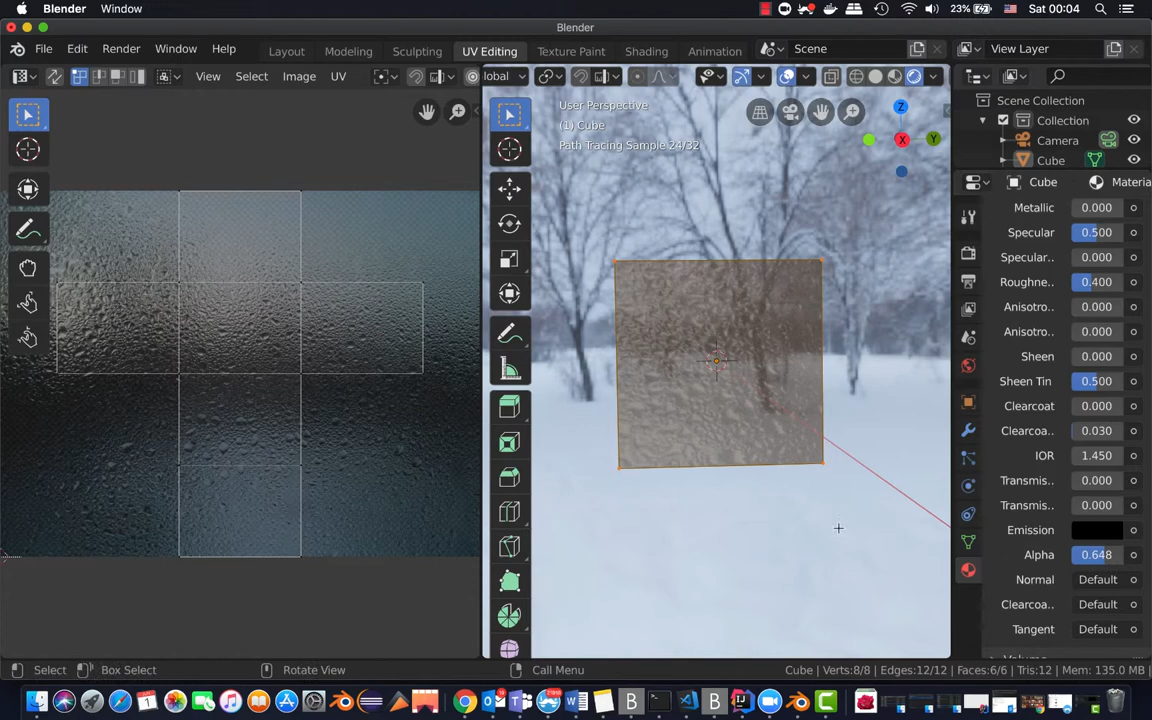 Blender Window
23% Sat 00:04
Blender
File Edit Render Window Help Layout Modeling Sculpting UV Editing Texture Paint Shading Animation Scene View Layer
View Select Image UV lobal
User Perspective
(1) Cube
Path Tracing Sample 24/32
Z
X
Y
Scene Collection
Collection
Camera
Cube
Cube Materia
Metallic 0.000
Specular 0.500
Specular.. 0.000
Roughne.. 0.400
Anisotro.. 0.000
Anisotro.. 0.000
Sheen 0.000
Sheen Tin 0.500
Clearcoat 0.000
Clearcoa.. 0.030
IOR 1.450
Transmis.. 0.000
Transmis.. 0.000
Emission
Alpha 0.648
Normal Default
Clearcoa.. Default
Tangent Default
Select Box Select Rotate View Call Menu Cube | Verts:8/8 | Edges:12/12 | Faces:6/6 | Tris:12 | Mem: 135.0 MB